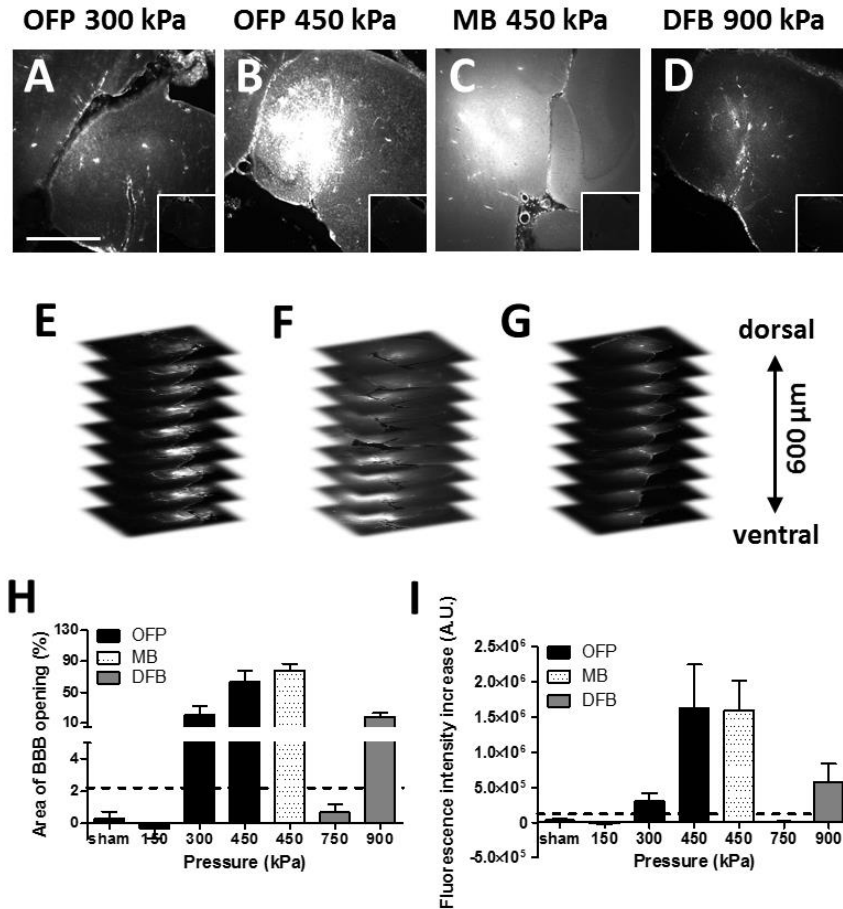 OFP 300 kPa OFP 450 kPa MB 450 kPa DFB 900 kPa
A B C D
E F G
dorsal
600 µm
ventral
H
Area of BBB opening (%)
130
90
50
10
4
2
0
OFP
MB
DFB
sham 150 300 450 450 750 900
Pressure (kPa)
I
Fluorescence intensity increase (A.U.)
2.5×10⁶
2.0×10⁶
1.5×10⁶
1.0×10⁶
5.0×10⁵
0
-5.0×10⁵
OFP
MB
DFB
sham 150 300 450 450 750 900
Pressure (kPa)